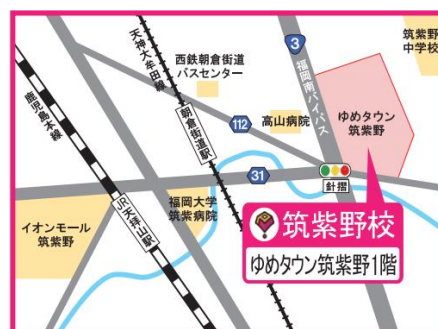 筑紫野
中学校
3
福岡南バイパス
天神大牟田線
西鉄朝倉街道
バスセンター
鹿児島本線
朝倉街道駅
112
高山病院
ゆめタウン
筑紫野
31
針摺
福岡大学
筑紫病院
JR天拝山駅
イオンモール
筑紫野
筑紫野校
ゆめタウン筑紫野1階